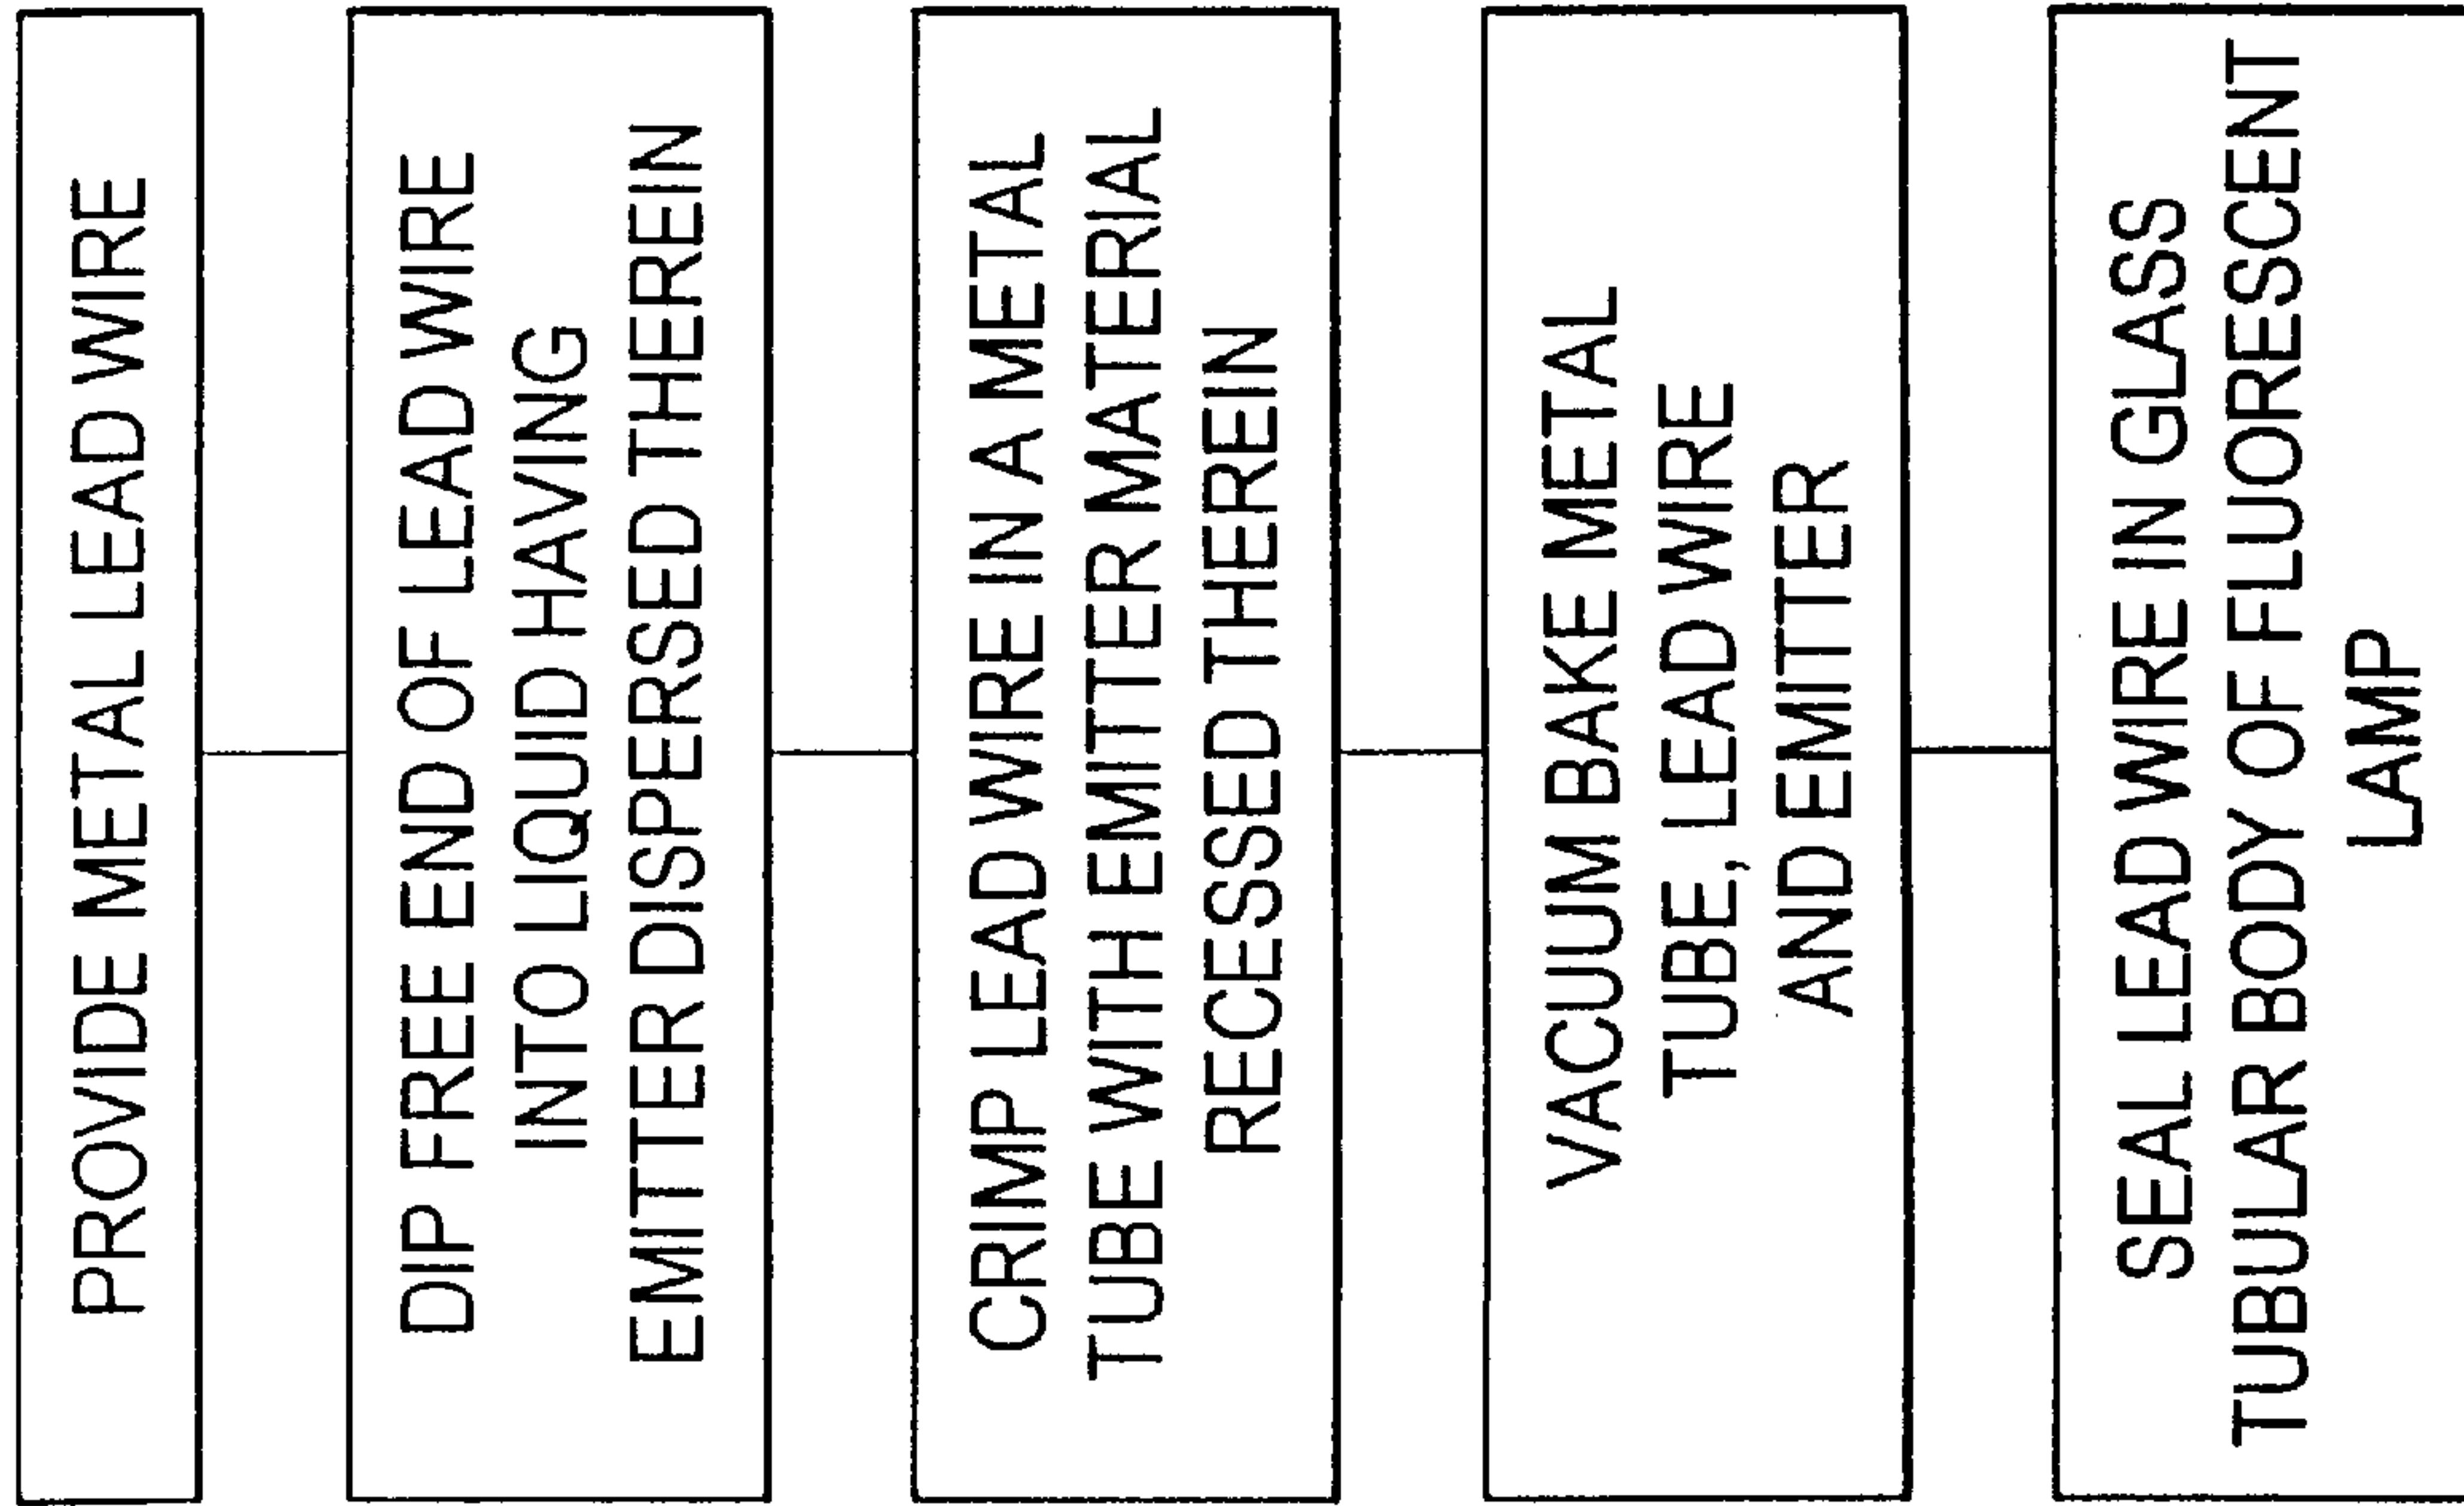 PROVIDE METAL LEAD WIRE
DIP FREE END OF LEAD WIRE
INTO LIQUID HAVING
EMITTER DISPERSED THEREIN
CRIMP LEAD WIRE IN A METAL
TUBE WITH EMITTER MATERIAL
RECESSED THEREIN
VACUUM BAKE METAL
TUBE, LEAD WIRE
AND EMITTER
SEAL LEAD WIRE IN GLASS
TUBULAR BODY OF FLUORESCENT
LAMP